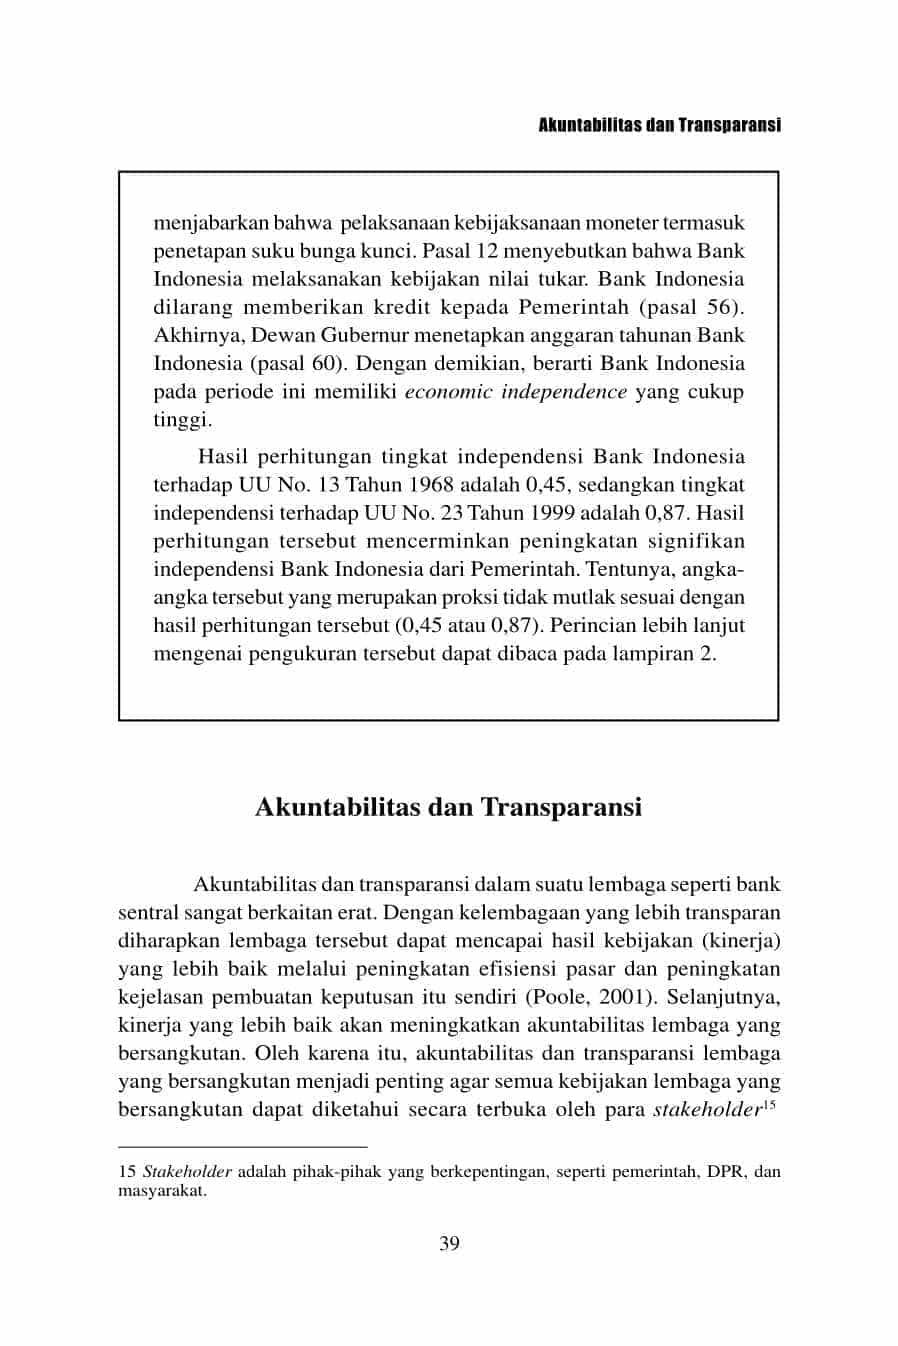 Akuntabilitas dan Transparansi
menjabarkan bahwa pelaksanaan kebijaksanaan moneter termasuk
penetapan suku bunga kunci. Pasal 12 menyebutkan bahwa Bank
Indonesia melaksanakan kebijakan nilai tukar. Bank Indonesia
dilarang memberikan kredit kepada Pemerintah (pasal 56).
Akhirnya, Dewan Gubernur menetapkan anggaran tahunan Bank
Indonesia (pasal 60). Dengan demikian, berarti Bank Indonesia
pada periode ini memiliki economic independence yang cukup
tinggi.
Hasil perhitungan tingkat independensi Bank Indonesia
terhadap UU No. 13 Tahun 1968 adalah 0,45, sedangkan tingkat
independensi terhadap UU No. 23 Tahun 1999 adalah 0,87. Hasil
perhitungan tersebut mencerminkan peningkatan signifikan
independensi Bank Indonesia dari Pemerintah. Tentunya, angka-
angka tersebut yang merupakan proksi tidak mutlak sesuai dengan
hasil perhitungan tersebut (0,45 atau 0,87). Perincian lebih lanjut
mengenai pengukuran tersebut dapat dibaca pada lampiran 2.
Akuntabilitas dan Transparansi
Akuntabilitas dan transparansi dalam suatu lembaga seperti bank
sentral sangat berkaitan erat. Dengan kelembagaan yang lebih transparan
diharapkan lembaga tersebut dapat mencapai hasil kebijakan (kinerja)
yang lebih baik melalui peningkatan efisiensi pasar dan peningkatan
kejelasan pembuatan keputusan itu sendiri (Poole, 2001). Selanjutnya,
kinerja yang lebih baik akan meningkatkan akuntabilitas lembaga yang
bersangkutan. Oleh karena itu, akuntabilitas dan transparansi lembaga
yang bersangkutan menjadi penting agar semua kebijakan lembaga yang
bersangkutan dapat diketahui secara terbuka oleh para stakeholder15
15 Stakeholder adalah pihak-pihak yang berkepentingan, seperti pemerintah, DPR, dan
masyarakat.
39